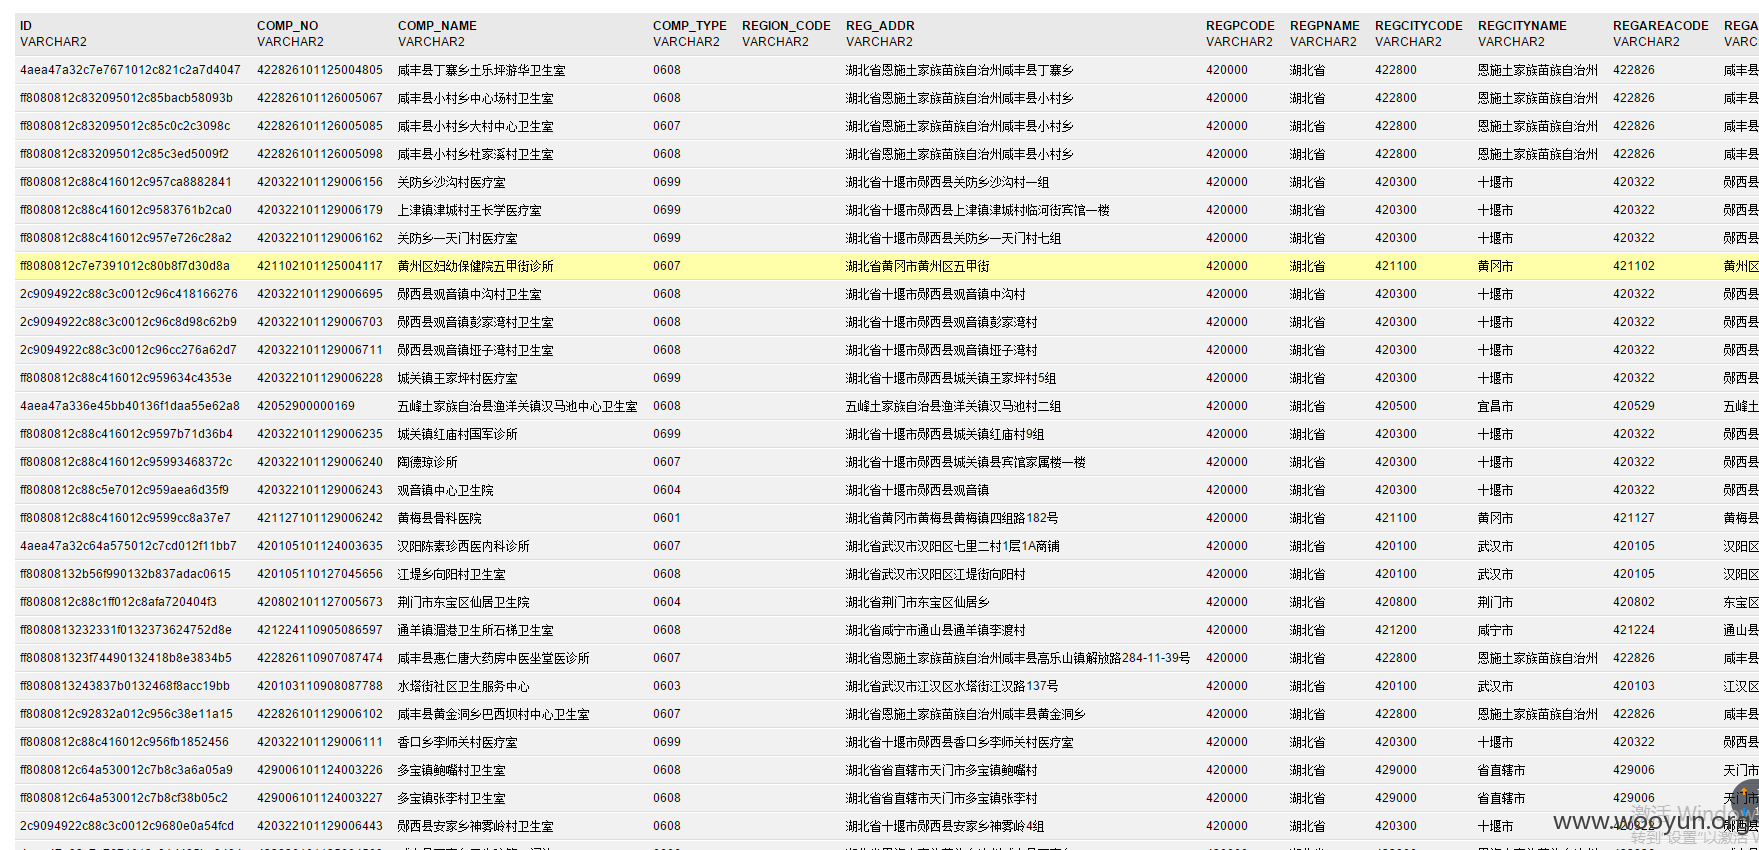 ID COMP_NO COMP_NAME COMP_TYPE REGION_CODE REG_ADDR REGPCODE REGPNAME REGCITYCODE REGCITYNAME REGAREACODE REGA
VARCHAR2 VARCHAR2 VARCHAR2 VARCHAR2 VARCHAR2 VARCHAR2 VARCHAR2 VARCHAR2 VARCHAR2 VARCHAR2 VARCHAR2 VARC
4aea47a32c7e7671012c821c2a7d4047 422826101125004805 咸丰县丁寨乡土乐坪游华卫生室 0608 湖北省恩施土家族苗族自治州咸丰县丁寨乡 420000 湖北省 422800 恩施土家族苗族自治州 422826 咸丰县
ff8080812c832095012c85bacb58093b 422826101126005067 咸丰县小村乡中心场村卫生室 0608 湖北省恩施土家族苗族自治州咸丰县小村乡 420000 湖北省 422800 恩施土家族苗族自治州 422826 咸丰县
ff8080812c832095012c85c0c2c3098c 422826101126005085 咸丰县小村乡大村中心卫生室 0607 湖北省恩施土家族苗族自治州咸丰县小村乡 420000 湖北省 422800 恩施土家族苗族自治州 422826 咸丰县
ff8080812c832095012c85c3ed5009f2 422826101126005098 咸丰县小村乡杜家溪村卫生室 0608 湖北省恩施土家族苗族自治州咸丰县小村乡 420000 湖北省 422800 恩施土家族苗族自治州 422826 咸丰县
ff8080812c88c416012c957ca8882841 420322101129006156 关防乡沙沟村医疗室 0699 湖北省十堰市郧西县关防乡沙沟村一组 420000 湖北省 420300 十堰市 420322 郧西县
ff8080812c88c416012c9583761b2ca0 420322101129006179 上津镇津城村王长学医疗室 0699 湖北省十堰市郧西县上津镇津城村临河街宾馆一楼 420000 湖北省 420300 十堰市 420322 郧西县
ff8080812c88c416012c957e726c28a2 420322101129006162 关防乡一天门村医疗室 0699 湖北省十堰市郧西县关防乡一天门村七组 420000 湖北省 420300 十堰市 420322 郧西县
ff8080812c7e7391012c80b8f7d30d8a 421102101125004117 黄州区妇幼保健院五甲街诊所 0607 湖北省黄冈市黄州区五甲街 420000 湖北省 421100 黄冈市 421102 黄州区
2c9094922c88c3c0012c96c418166276 420322101129006695 郧西县观音镇中沟村卫生室 0608 湖北省十堰市郧西县观音镇中沟村 420000 湖北省 420300 十堰市 420322 郧西县
2c9094922c88c3c0012c96c8d98c62b9 420322101129006703 郧西县观音镇彭家湾村卫生室 0608 湖北省十堰市郧西县观音镇彭家湾村 420000 湖北省 420300 十堰市 420322 郧西县
2c9094922c88c3c0012c96cc276a62d7 420322101129006711 郧西县观音镇垭子湾村卫生室 0608 湖北省十堰市郧西县观音镇垭子湾村 420000 湖北省 420300 十堰市 420322 郧西县
ff8080812c88c416012c959634c4353e 420322101129006228 城关镇王家坪村医疗室 0699 湖北省十堰市郧西县城关镇王家坪村5组 420000 湖北省 420300 十堰市 420322 郧西县
4aea47a336e45bb40136f1daa55e62a8 42052900000169 五峰土家族自治县渔洋关镇汉马池中心卫生室 0608 五峰土家族自治县渔洋关镇汉马池村二组 420000 湖北省 420500 宜昌市 420529 五峰土
ff8080812c88c416012c9597b71d36b4 420322101129006235 城关镇红庙村国军诊所 0699 湖北省十堰市郧西县城关镇红庙村9组 420000 湖北省 420300 十堰市 420322 郧西县
ff8080812c88c416012c95993468372c 420322101129006240 陶德琼诊所 0607 湖北省十堰市郧西县城关镇县宾馆家属楼一楼 420000 湖北省 420300 十堰市 420322 郧西县
ff8080812c88c5e7012c959aea6d35f9 420322101129006243 观音镇中心卫生院 0604 湖北省十堰市郧西县观音镇 420000 湖北省 420300 十堰市 420322 郧西县
ff8080812c88c416012c9599cc8a37e7 421127101129006242 黄梅县骨科医院 0601 湖北省黄冈市黄梅县黄梅镇四组路182号 420000 湖北省 421100 黄冈市 421127 黄梅县
4aea47a32c64a575012c7cd012f11bb7 420105101124003635 汉阳陈素珍西医内科诊所 0607 湖北省武汉市汉阳区七里二村1层1A商铺 420000 湖北省 420100 武汉市 420105 汉阳区
ff80808132b56f990132b837adac0615 420105110127045656 江堤乡向阳村卫生室 0608 湖北省武汉市汉阳区江堤街向阳村 420000 湖北省 420100 武汉市 420105 汉阳区
ff8080812c88c1ff012c8afa720404f3 420802101127005673 荆门市东宝区仙居卫生院 0604 湖北省荆门市东宝区仙居乡 420000 湖北省 420800 荆门市 420802 东宝区
ff8080813232331f0132373624752d8e 421224110905086597 通羊镇湄港卫生所石梯卫生室 0608 湖北省咸宁市通山县通羊镇李渡村 420000 湖北省 421200 咸宁市 421224 通山县
ff808081323f74490132418b8e3834b5 422826110907087474 咸丰县惠仁唐大药房中医坐堂医诊所 0607 湖北省恩施土家族苗族自治州咸丰县高乐山镇解放路284-11-39号 420000 湖北省 422800 恩施土家族苗族自治州 422826 咸丰县
ff8080813243837b0132468f8acc19bb 420103110908087788 水塔街社区卫生服务中心 0603 湖北省武汉市江汉区水塔街江汉路137号 420000 湖北省 420100 武汉市 420103 江汉区
ff8080812c92832a012c956c38e11a15 422826101129006102 咸丰县黄金洞乡巴西坝村中心卫生室 0607 湖北省恩施土家族苗族自治州咸丰县黄金洞乡 420000 湖北省 422800 恩施土家族苗族自治州 422826 咸丰县
ff8080812c88c416012c956fb1852456 420322101129006111 香口乡李师关村医疗室 0699 湖北省十堰市郧西县香口乡李师关村医疗室 420000 湖北省 420300 十堰市 420322 郧西县
ff8080812c64a530012c7b8c3a6a05a9 429006101124003226 多宝镇鲍嘴村卫生室 0608 湖北省省直辖市天门市多宝镇鲍嘴村 420000 湖北省 429000 省直辖市 429006 天门市
ff8080812c64a530012c7b8cf38b05c2 429006101124003227 多宝镇张李村卫生室 0608 湖北省省直辖市天门市多宝镇张李村 420000 湖北省 429000 省直辖市 429006 天门市
2c9094922c88c3c0012c9680e0a54fcd 420322101129006443 郧西县安家乡神雾岭村卫生室 0608 湖北省十堰市郧西县安家乡神雾岭4组 420000 湖北省 420300 十堰市 420322 郧西县
激活 Window
www.wooyun.org
转到"设置"以激活 W